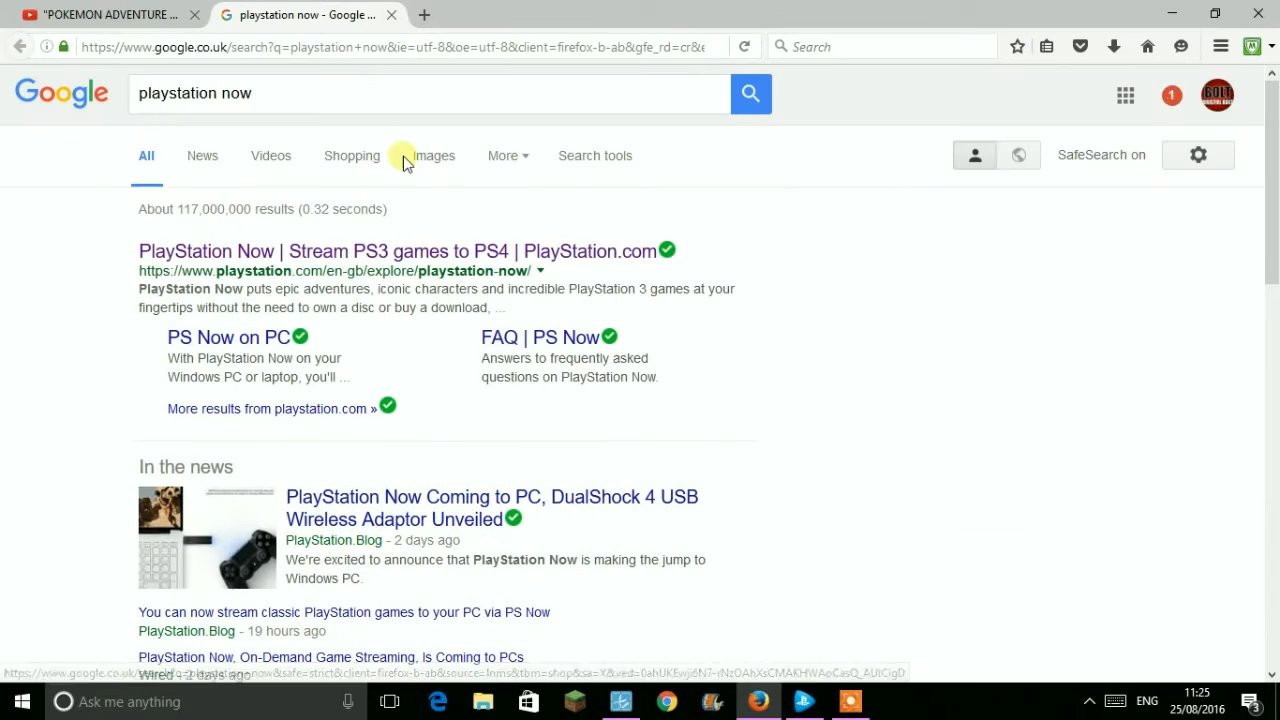 "POKEMON ADVENTURE ...
playstation now - Google ...
https://www.google.co.uk/search?q=playstation+now&ie=utf-8&oe=utf-8&client=firefox-b-ab&gfe_rd=cr&
Search
Google
playstation now
1
BOLT
All
News
Videos
Shopping
Images
More
Search tools
SafeSearch on
About 117,000,000 results (0.32 seconds)
PlayStation Now | Stream PS3 games to PS4 | PlayStation.com
https://www.playstation.com/en-gb/explore/playstation-now/
PlayStation Now puts epic adventures, iconic characters and incredible PlayStation 3 games at your
fingertips without the need to own a disc or buy a download, ...
PS Now on PC
With PlayStation Now on your
Windows PC or laptop, you'll ...
FAQ | PS Now
Answers to frequently asked
questions on PlayStation Now.
More results from playstation.com »
In the news
PlayStation Now Coming to PC, DualShock 4 USB
Wireless Adaptor Unveiled
PlayStation.Blog - 2 days ago
We're excited to announce that PlayStation Now is making the jump to
Windows PC.
You can now stream classic PlayStation games to your PC via PS Now
PlayStation.Blog - 19 hours ago
PlayStation Now, On-Demand Game Streaming, Is Coming to PCs
Wired - 2 days ago
Ask me anything
ENG
11:25
25/08/2016
3